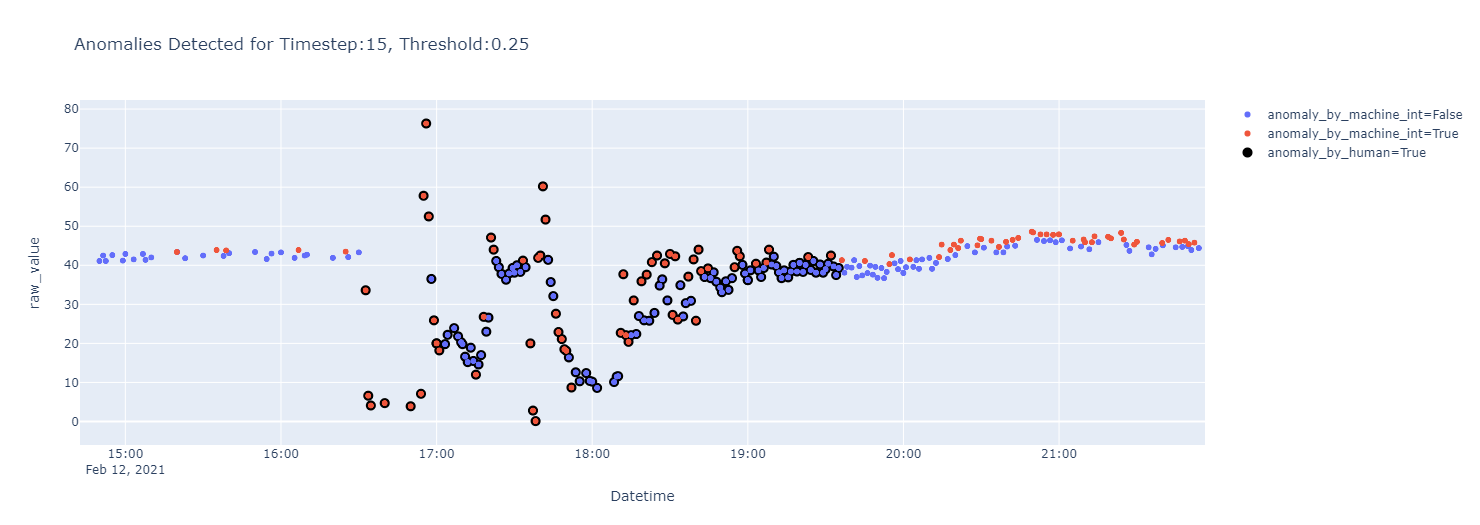 Anomalies Detected for Timestep:15, Threshold:0.25
80
70
60
50
40
30
20
10
0
raw_value
15:00 16:00 17:00 18:00 19:00 20:00 21:00
Feb 12, 2021
Datetime
anomaly_by_machine_int=False
anomaly_by_machine_int=True
anomaly_by_human=True